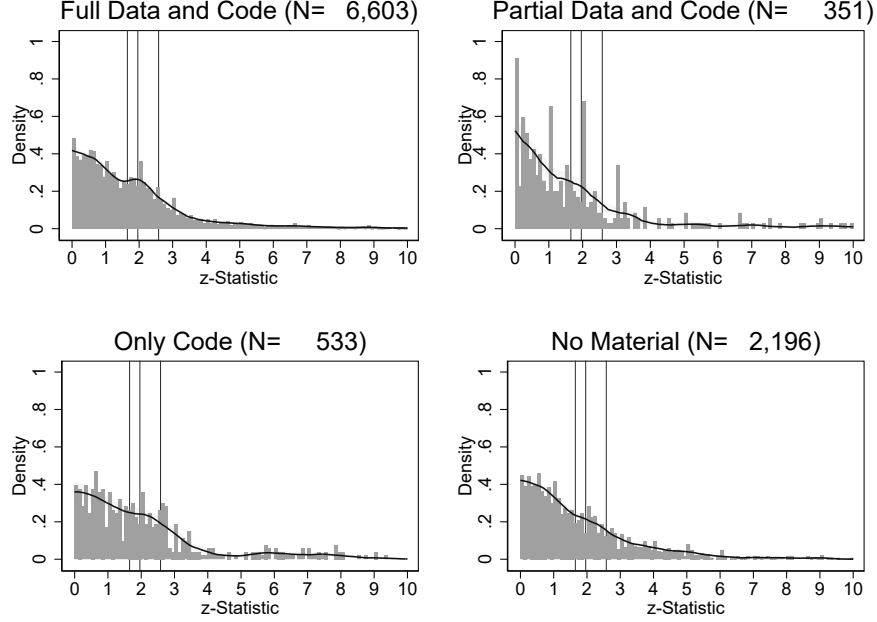 Full Data and Code (N= 6,603)
Density
0 .2 .4 .6 .8 1
0 1 2 3 4 5 6 7 8 9 10
z-Statistic
Partial Data and Code (N= 351)
Density
0 .2 .4 .6 .8 1
0 1 2 3 4 5 6 7 8 9 10
z-Statistic
Only Code (N= 533)
Density
0 .2 .4 .6 .8 1
0 1 2 3 4 5 6 7 8 9 10
z-Statistic
No Material (N= 2,196)
Density
0 .2 .4 .6 .8 1
0 1 2 3 4 5 6 7 8 9 10
z-Statistic